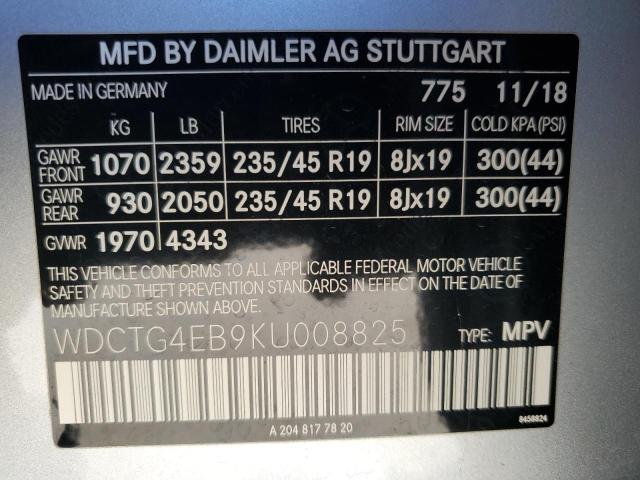 MFD BY DAIMLER AG STUTTGART
MADE IN GERMANY 775 11/18
KG LB TIRES RIM SIZE COLD KPA(PSI)
GAWR FRONT 1070 2359 235/45 R19 8Jx19 300(44)
GAWR REAR 930 2050 235/45 R19 8Jx19 300(44)
GVWR 1970 4343
THIS VEHICLE CONFORMS TO ALL APPLICABLE FEDERAL MOTOR VEHICLE
SAFETY AND THEFT PREVENTION STANDARDS IN EFFECT ON THE DATE OF
MANUFACTURE SHOWN ABOVE.
WDCTG4EB9KU008825 TYPE: MPV
A 204 817 78 20
8458824